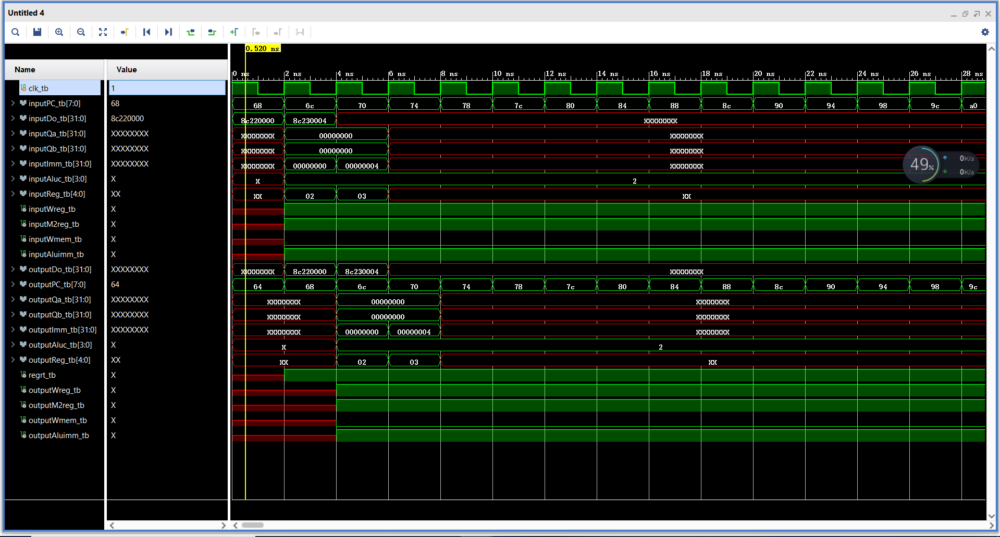 Untitled 4
0.520 ns
Name Value
0 ns 2 ns 4 ns 6 ns 8 ns 10 ns 12 ns 14 ns 16 ns 18 ns 20 ns 22 ns 24 ns 26 ns 28 ns
clk_tb 1
inputPC_tb[7:0] 68 68 6c 70 74 78 7c 80 84 88 8c 90 94 98 9c a0
inputDo_tb[31:0] 8c220000 8c220000 8c230004 XXXXXXXX
inputQa_tb[31:0] XXXXXXXX XXXXXXXX 00000000 XXXXXXXX
inputQb_tb[31:0] XXXXXXXX XXXXXXXX 00000000 XXXXXXXX
inputImm_tb[31:0] XXXXXXXX XXXXXXXX 00000000 00000004 XXXXXXXX
inputAluc_tb[3:0] X X 2
inputReg_tb[4:0] XX XX 02 03 XX
inputWreg_tb X
inputM2reg_tb X
inputWmem_tb X
inputAluimm_tb X
outputDo_tb[31:0] XXXXXXXX XXXXXXXX 8c220000 8c230004 XXXXXXXX
outputPC_tb[7:0] 64 64 68 6c 70 74 78 7c 80 84 88 8c 90 94 98 9c
outputQa_tb[31:0] XXXXXXXX XXXXXXXX 00000000 XXXXXXXX
outputQb_tb[31:0] XXXXXXXX XXXXXXXX 00000000 XXXXXXXX
outputImm_tb[31:0] XXXXXXXX XXXXXXXX 00000000 00000004 XXXXXXXX
outputAluc_tb[3:0] X X 2
outputReg_tb[4:0] XX XX 02 03 XX
regrt_tb X
outputWreg_tb X
outputM2reg_tb X
outputWmem_tb X
outputAluimm_tb X
49%
0K/s
0K/s